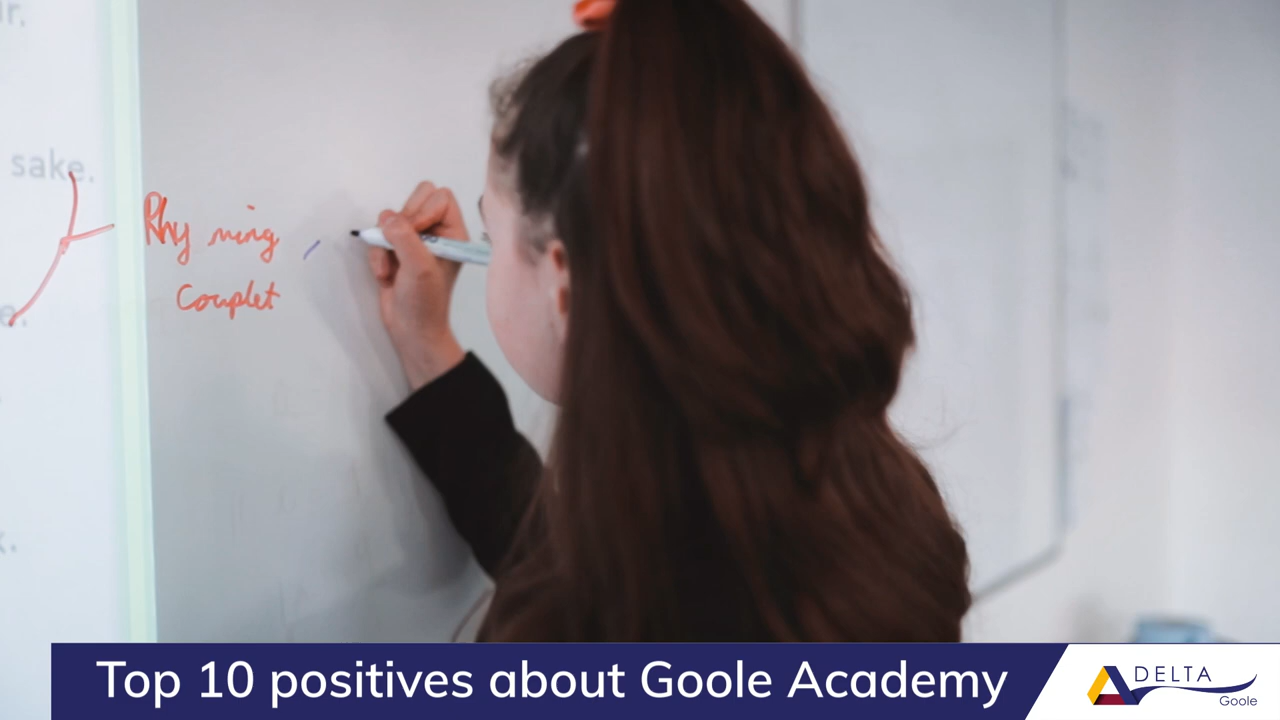 sake.
Rhyming
Couplet
Top 10 positives about Goole Academy
DELTA
Goole